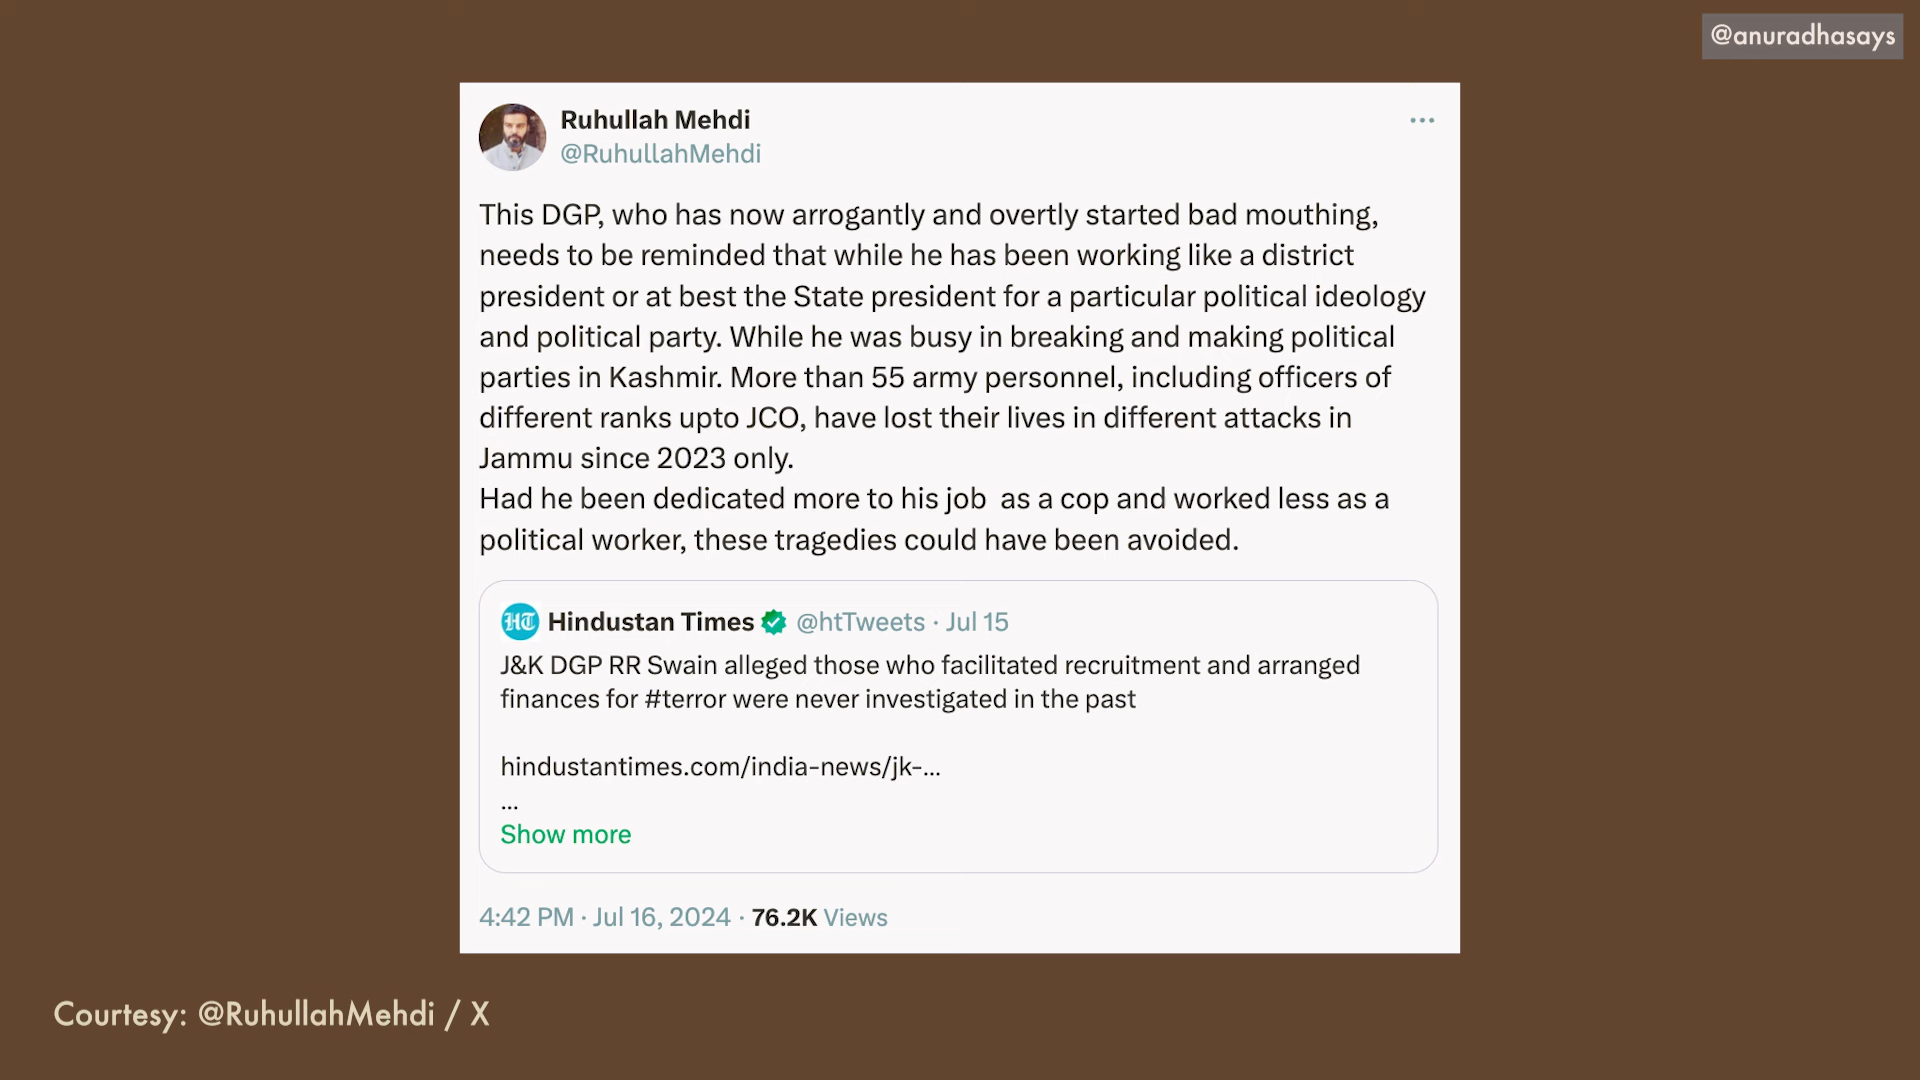 @anuradhasays
Ruhullah Mehdi
@RuhullahMehdi
This DGP, who has now arrogantly and overtly started bad mouthing,
needs to be reminded that while he has been working like a district
president or at best the State president for a particular political ideology
and political party. While he was busy in breaking and making political
parties in Kashmir. More than 55 army personnel, including officers of
different ranks upto JCO, have lost their lives in different attacks in
Jammu since 2023 only.
Had he been dedicated more to his job  as a cop and worked less as a
political worker, these tragedies could have been avoided.
HT Hindustan Times @htTweets · Jul 15
J&K DGP RR Swain alleged those who facilitated recruitment and arranged
finances for #terror were never investigated in the past
hindustantimes.com/india-news/jk-...
...
Show more
4:42 PM · Jul 16, 2024 · 76.2K Views
Courtesy: @RuhullahMehdi / X